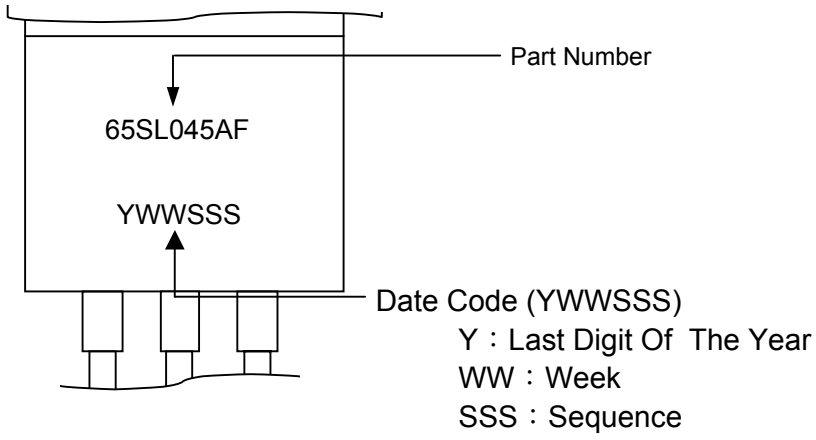 Part Number
65SL045AF
YWWSSS
Date Code (YWWSSS)
Y：Last Digit Of The Year
WW：Week
SSS：Sequence